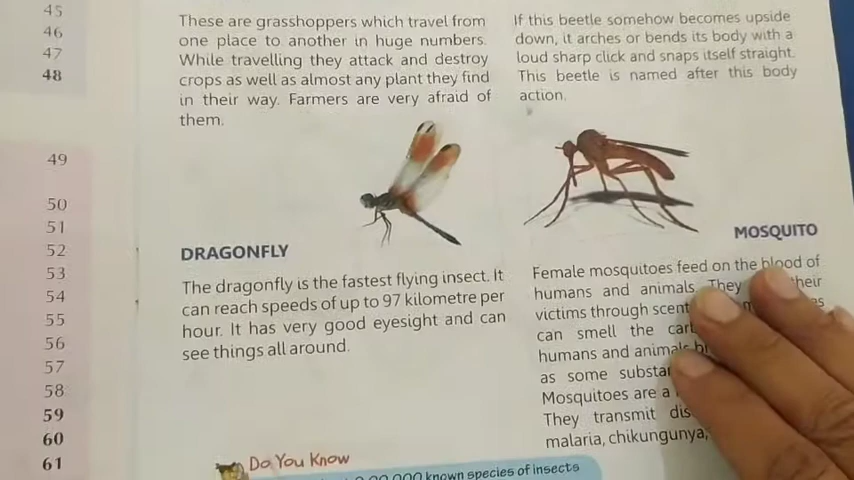 45
46
47
48
49
50
51
52
53
54
55
56
57
58
59
60
61
These are grasshoppers which travel from
one place to another in huge numbers.
While travelling they attack and destroy
crops as well as almost any plant they find
in their way. Farmers are very afraid of
them.
DRAGONFLY
The dragonfly is the fastest flying insect. It
can reach speeds of up to 97 kilometre per
hour. It has very good eyesight and can
see things all around.
Do You Know
known species of insects
If this beetle somehow becomes upside
down, it arches or bends its body with a
loud sharp click and snaps itself straight.
This beetle is named after this body
action.
MOSQUITO
Female mosquitoes feed on the blood of
humans and animals. They their
victims through
can smell the
humans and
as some
Mosquitoes are a
They transmit
malaria, chikungunya,